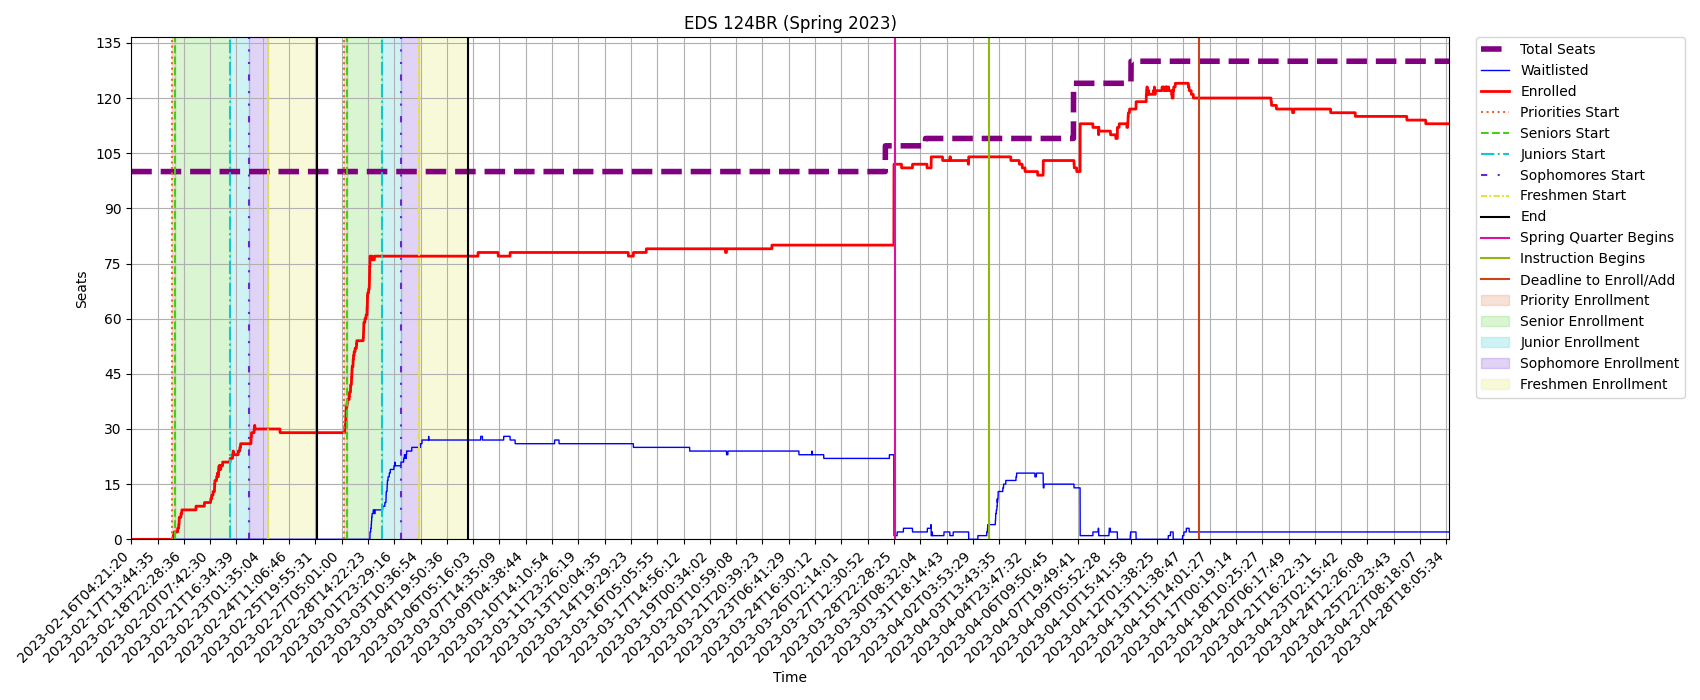 EDS 124BR (Spring 2023)
Seats
135
120
105
90
75
60
45
30
15
0
2023-02-16T04:21:20
2023-02-17T13:44:35
2023-02-18T22:28:36
2023-02-20T07:42:30
2023-02-21T16:34:39
2023-02-23T01:35:04
2023-02-24T11:06:46
2023-02-25T19:55:31
2023-02-27T05:01:00
2023-02-28T14:22:23
2023-03-01T23:29:16
2023-03-03T10:36:54
2023-03-04T19:50:36
2023-03-06T05:16:03
2023-03-07T14:35:09
2023-03-09T04:38:44
2023-03-10T14:10:54
2023-03-11T23:26:19
2023-03-13T10:04:35
2023-03-14T19:29:23
2023-03-16T05:05:55
2023-03-17T14:56:12
2023-03-19T00:34:02
2023-03-20T10:59:08
2023-03-21T20:39:23
2023-03-23T06:41:29
2023-03-24T16:30:12
2023-03-26T02:14:01
2023-03-27T12:30:52
2023-03-28T22:28:25
2023-03-30T08:32:04
2023-03-31T18:14:43
2023-04-02T03:53:29
2023-04-03T13:43:35
2023-04-04T23:47:32
2023-04-06T09:50:45
2023-04-07T19:49:41
2023-04-09T05:52:28
2023-04-10T15:41:58
2023-04-12T01:38:25
2023-04-13T11:38:47
2023-04-15T14:01:27
2023-04-17T00:19:14
2023-04-18T10:25:27
2023-04-20T06:17:49
2023-04-21T16:22:31
2023-04-23T02:15:42
2023-04-24T12:26:08
2023-04-25T22:23:43
2023-04-27T08:18:07
2023-04-28T18:05:34
Time
Total Seats
Waitlisted
Enrolled
Priorities Start
Seniors Start
Juniors Start
Sophomores Start
Freshmen Start
End
Spring Quarter Begins
Instruction Begins
Deadline to Enroll/Add
Priority Enrollment
Senior Enrollment
Junior Enrollment
Sophomore Enrollment
Freshmen Enrollment